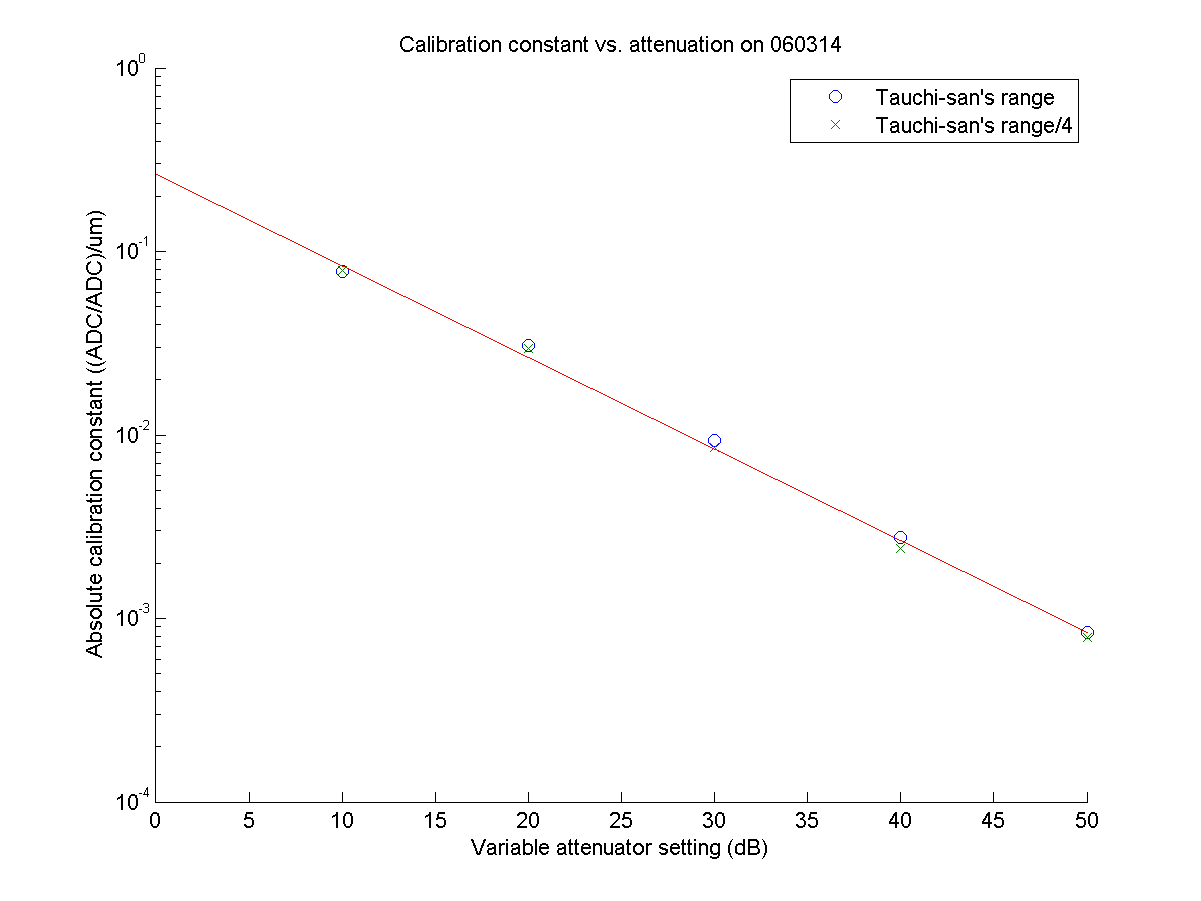 Calibration constant vs. attenuation on 060314
Tauchi-san's range
Tauchi-san's range/4
Absolute calibration constant ((ADC/ADC)/um)
10^0
10^-1
10^-2
10^-3
10^-4
0 5 10 15 20 25 30 35 40 45 50
Variable attenuator setting (dB)